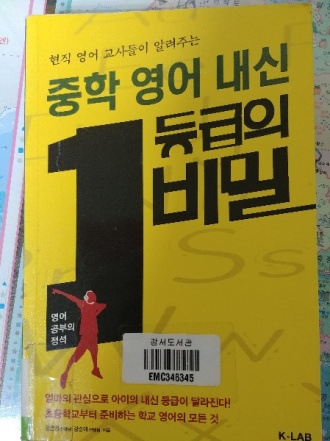 현직 영어 교사들이 알려주는
중학 영어 내신
1등급의
비밀
영어
공부의
정석
강서도서관
EMC346345
엄마의 관심으로 아이의 내신 등급이 달라진다!
초등학교부터 준비하는 학교 영어의 모든 것
K-LAB